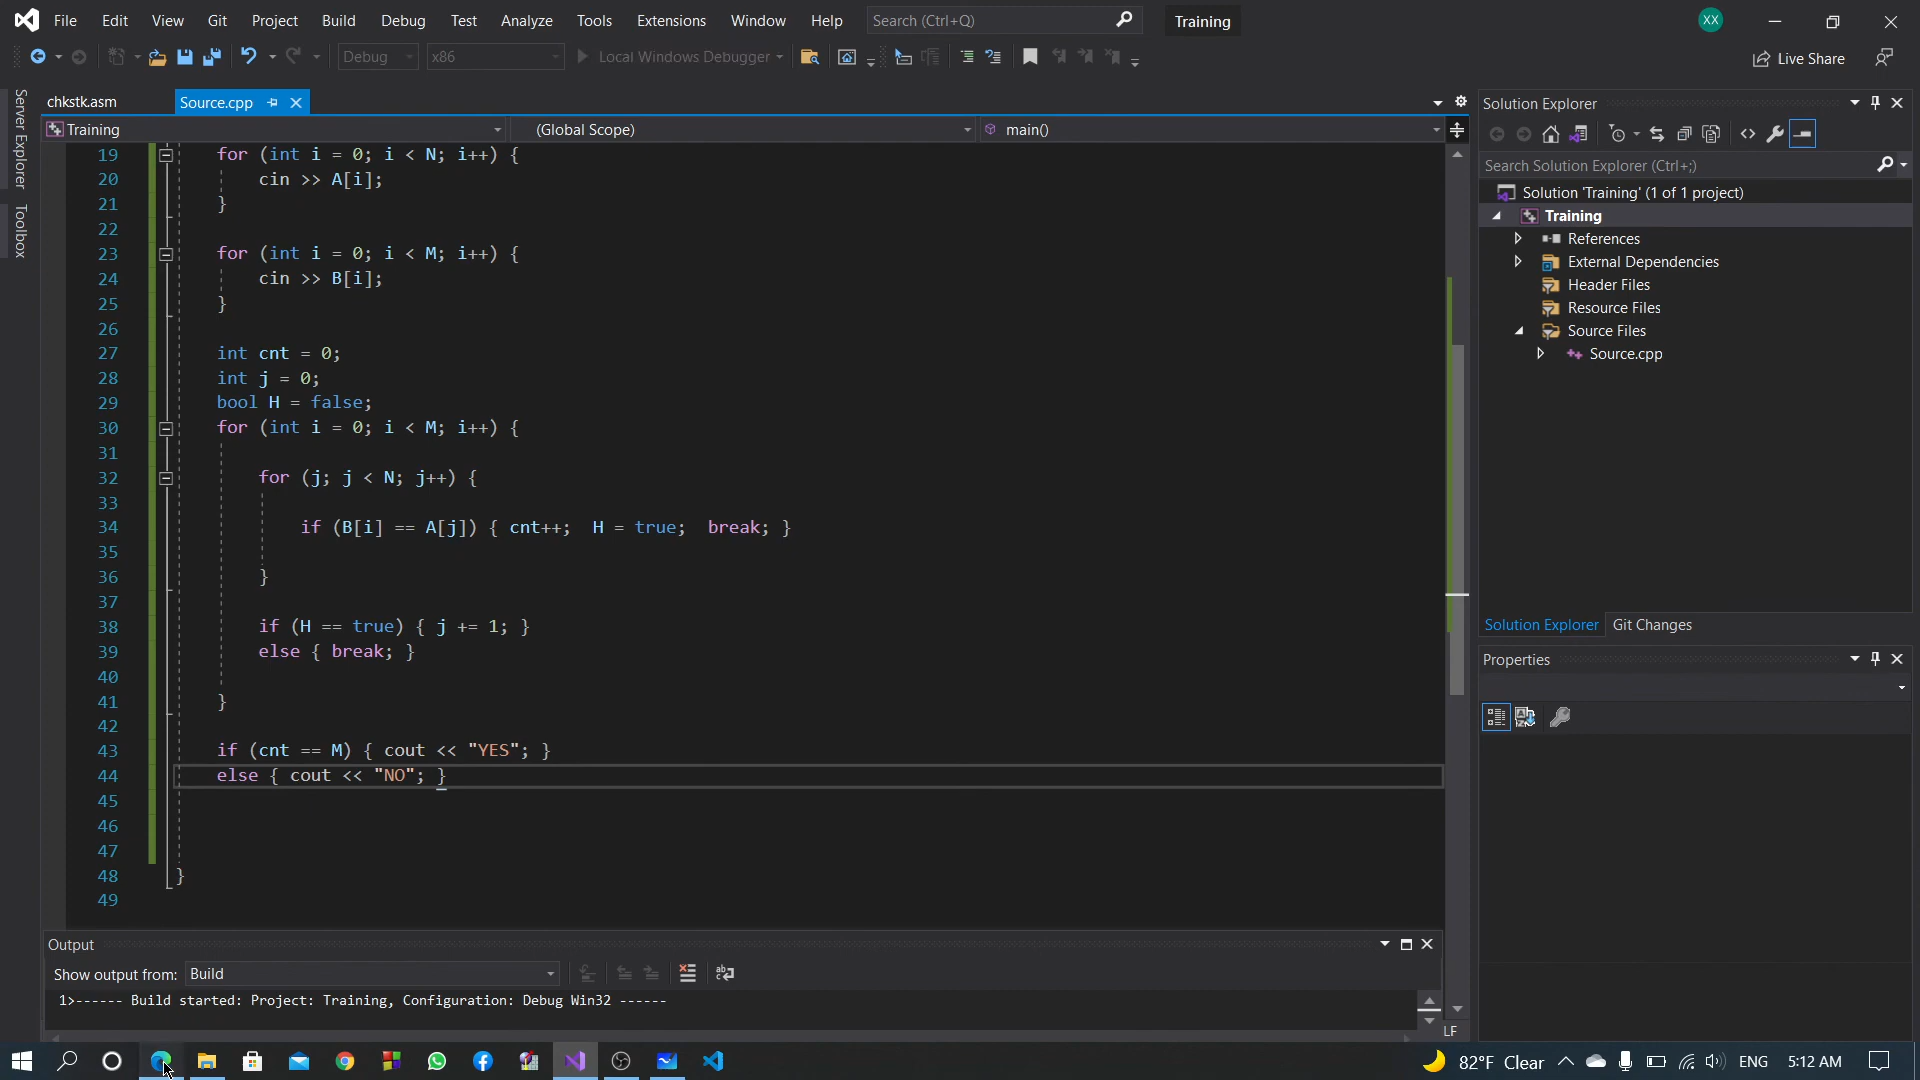 File Edit View Git Project Build Debug Test Analyze Tools Extensions Window Help Search (Ctrl+Q) Training XX
Debug x86 Local Windows Debugger Live Share
Server Explorer
Toolbox
chkstk.asm Source.cpp
Training (Global Scope) main()
19 for (int i = 0; i < N; i++) {
20 cin >> A[i];
21 }
22
23 for (int i = 0; i < M; i++) {
24 cin >> B[i];
25 }
26
27 int cnt = 0;
28 int j = 0;
29 bool H = false;
30 for (int i = 0; i < M; i++) {
31
32 for (j; j < N; j++) {
33
34 if (B[i] == A[j]) { cnt++; H = true; break; }
35
36 }
37
38 if (H == true) { j += 1; }
39 else { break; }
40
41 }
42
43 if (cnt == M) { cout << "YES"; }
44 else { cout << "NO"; }
45
46
47
48 }
49
Output
Show output from: Build
1>------ Build started: Project: Training, Configuration: Debug Win32 ------
LF
Solution Explorer
Search Solution Explorer (Ctrl+;)
Solution 'Training' (1 of 1 project)
Training
References
External Dependencies
Header Files
Resource Files
Source Files
Source.cpp
Solution Explorer Git Changes
Properties
82°F Clear ENG 5:12 AM